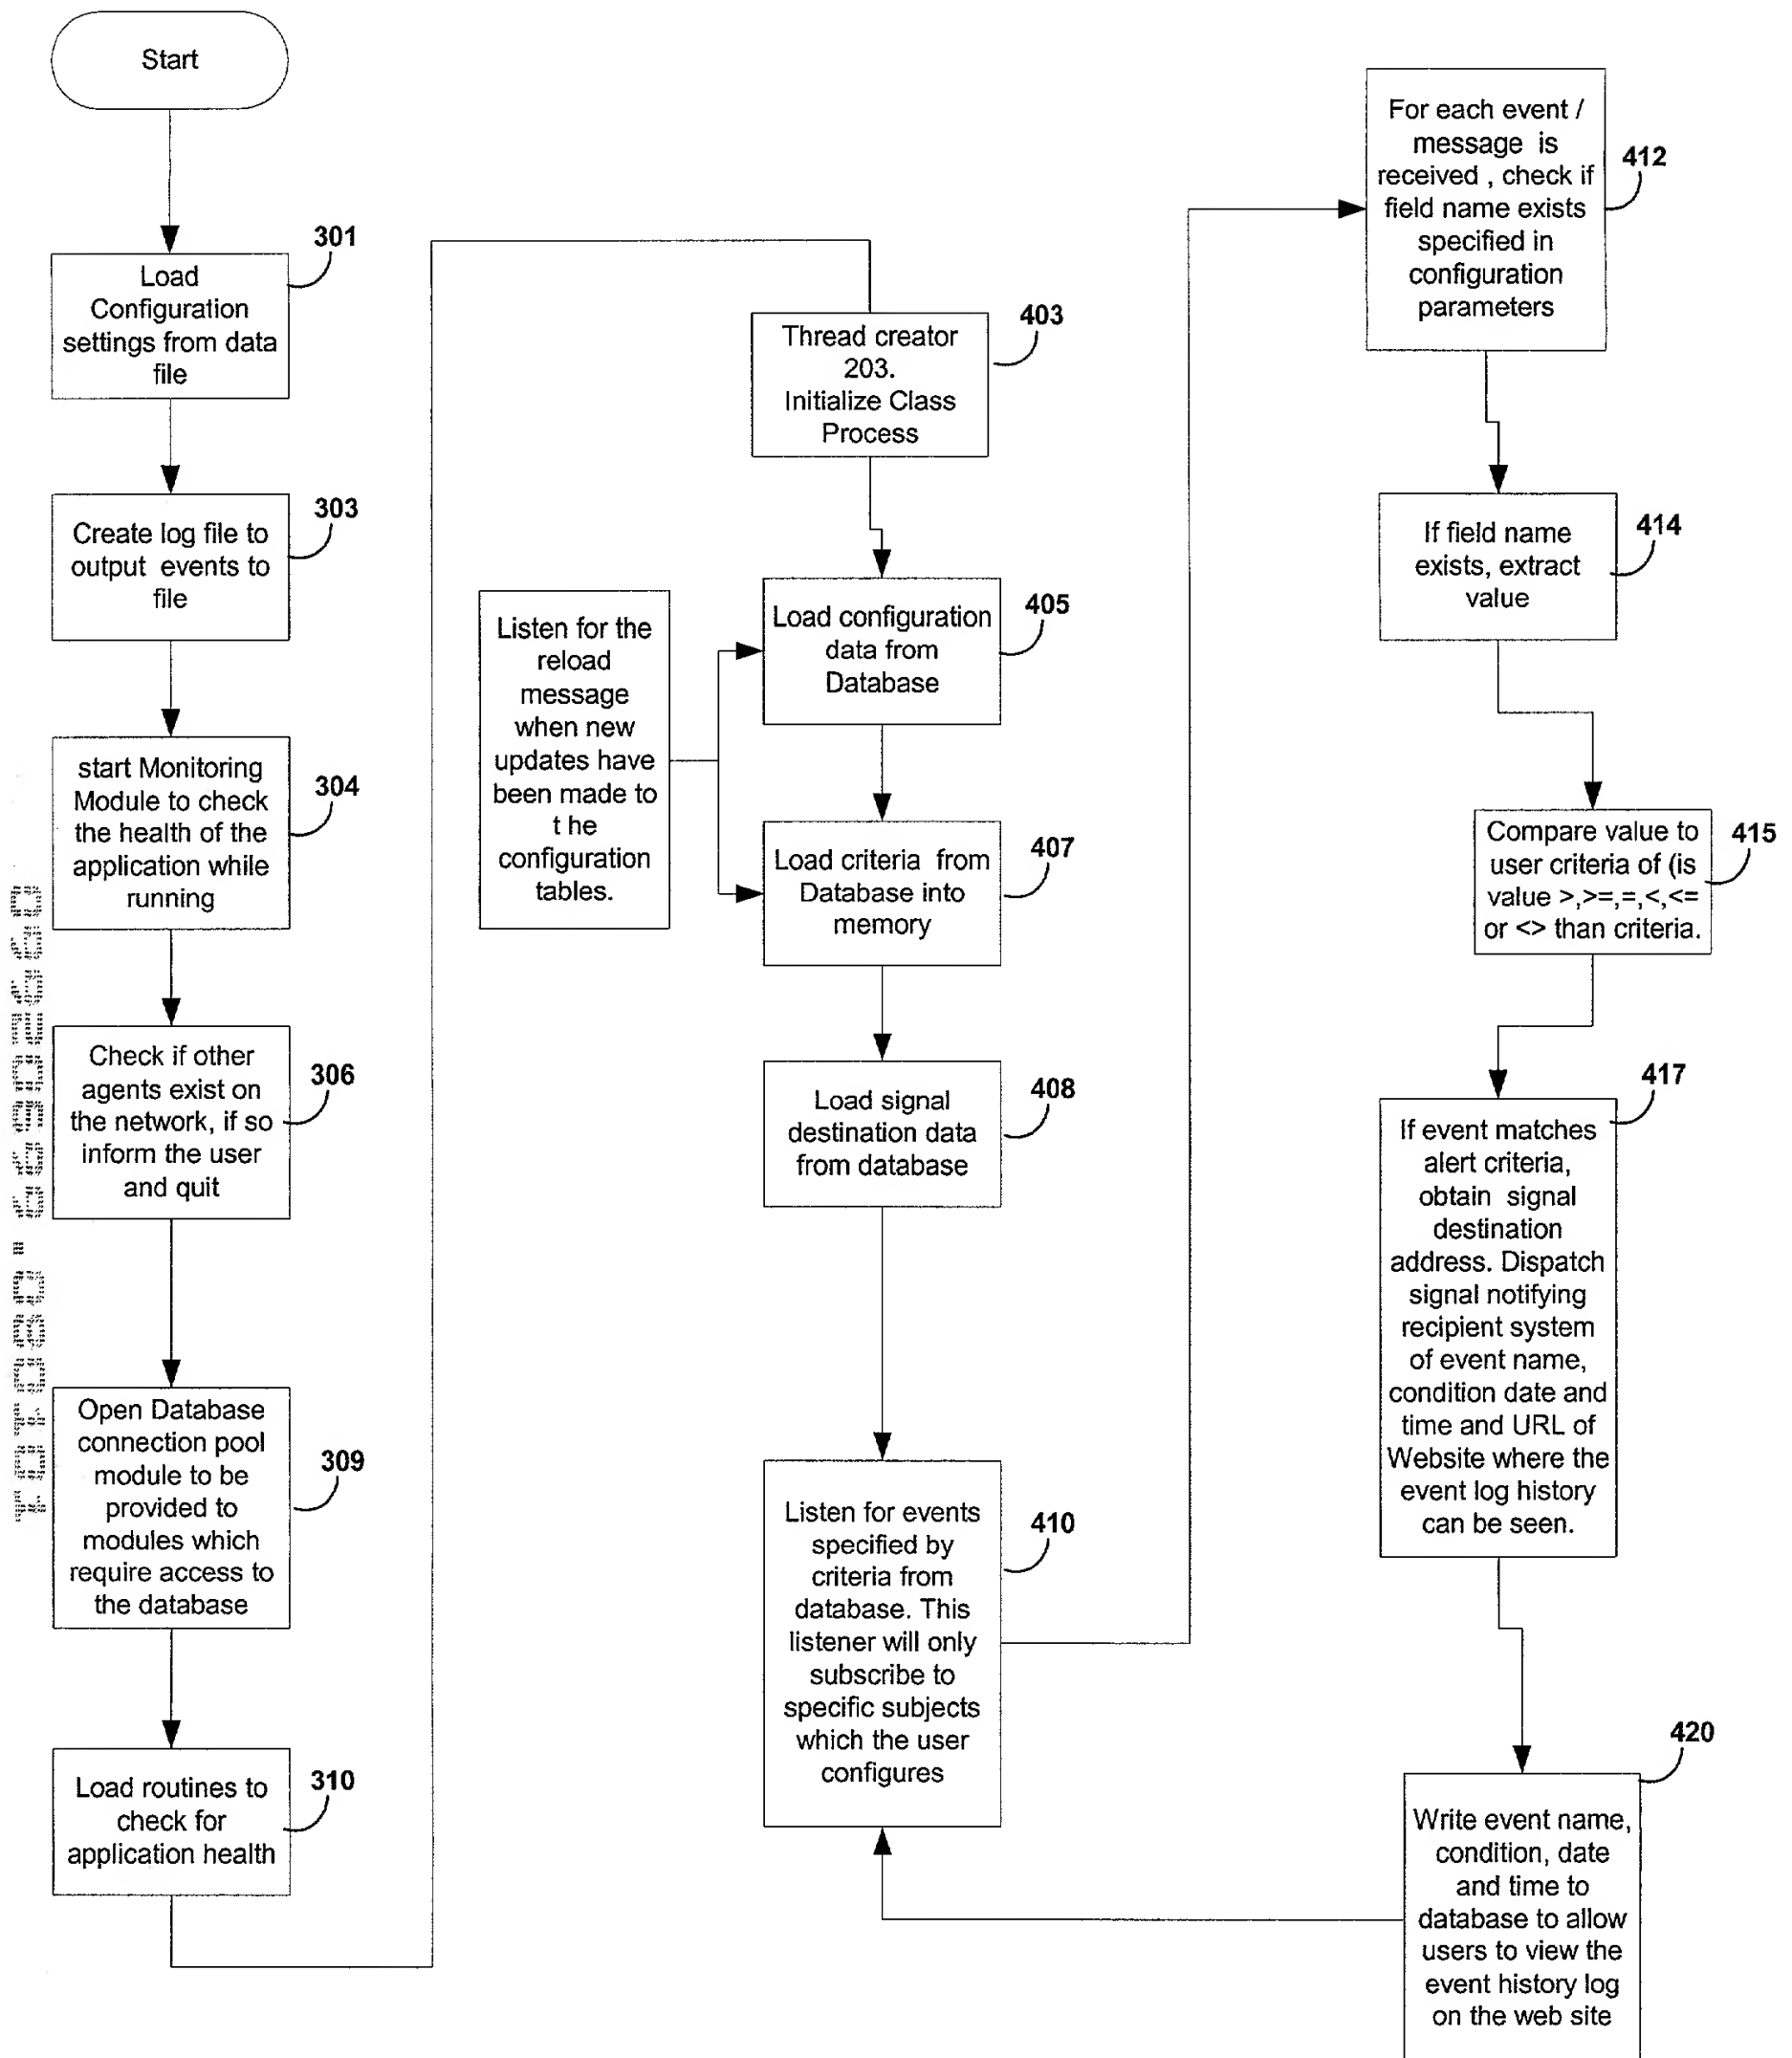 Start
301
Load
Configuration
settings from data
file
303
Create log file to
output events to
file
304
start Monitoring
Module to check
the health of the
application while
running
306
Check if other
agents exist on
the network, if so
inform the user
and quit
309
Open Database
connection pool
module to be
provided to
modules which
require access to
the database
310
Load routines to
check for
application health
403
Thread creator
203.
Initialize Class
Process
Listen for the
reload
message
when new
updates have
been made to
t he
configuration
tables.
405
Load configuration
data from
Database
407
Load criteria from
Database into
memory
408
Load signal
destination data
from database
410
Listen for events
specified by
criteria from
database. This
listener will only
subscribe to
specific subjects
which the user
configures
412
For each event /
message is
received , check if
field name exists
specified in
configuration
parameters
414
If field name
exists, extract
value
415
Compare value to
user criteria of (is
value >,>=,=,<,<=
or <> than criteria.
417
If event matches
alert criteria,
obtain signal
destination
address. Dispatch
signal notifying
recipient system
of event name,
condition date and
time and URL of
Website where the
event log history
can be seen.
420
Write event name,
condition, date
and time to
database to allow
users to view the
event history log
on the web site